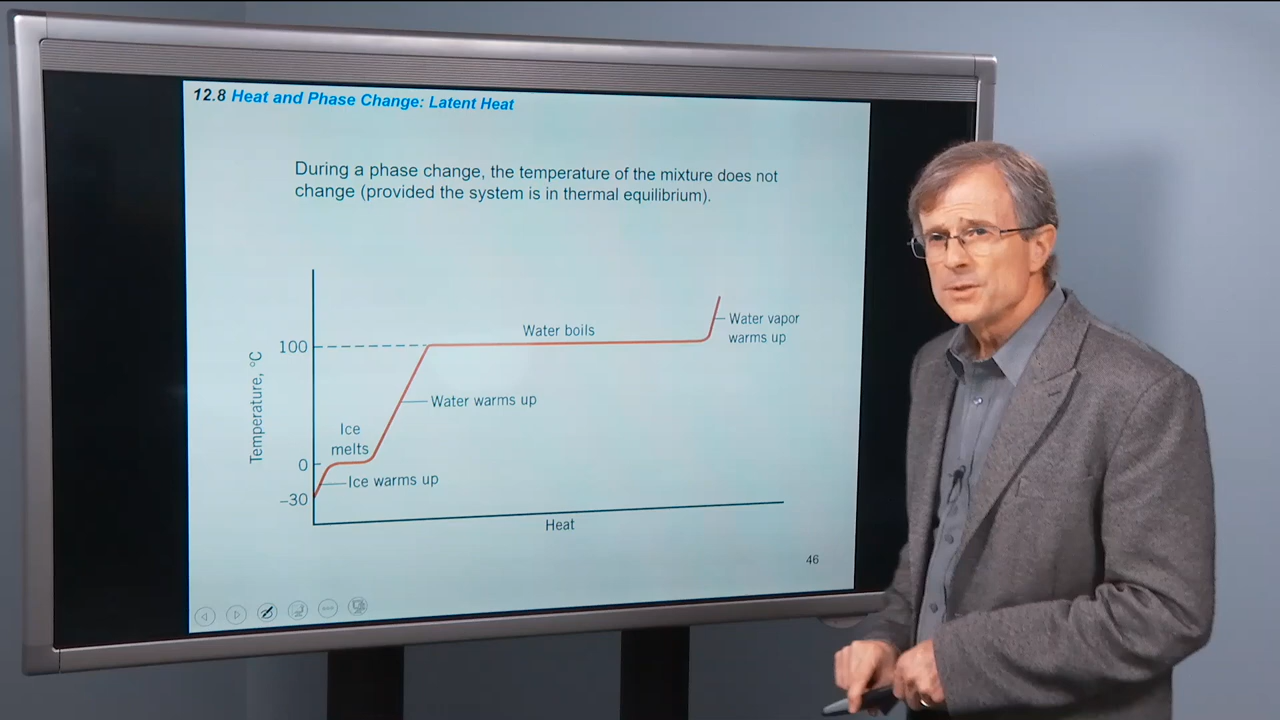 12.8 Heat and Phase Change: Latent Heat
During a phase change, the temperature of the mixture does not
change (provided the system is in thermal equilibrium).
Temperature, °C
100
0
−30
Water boils
Water vapor
warms up
Water warms up
Ice
melts
Ice warms up
Heat
46